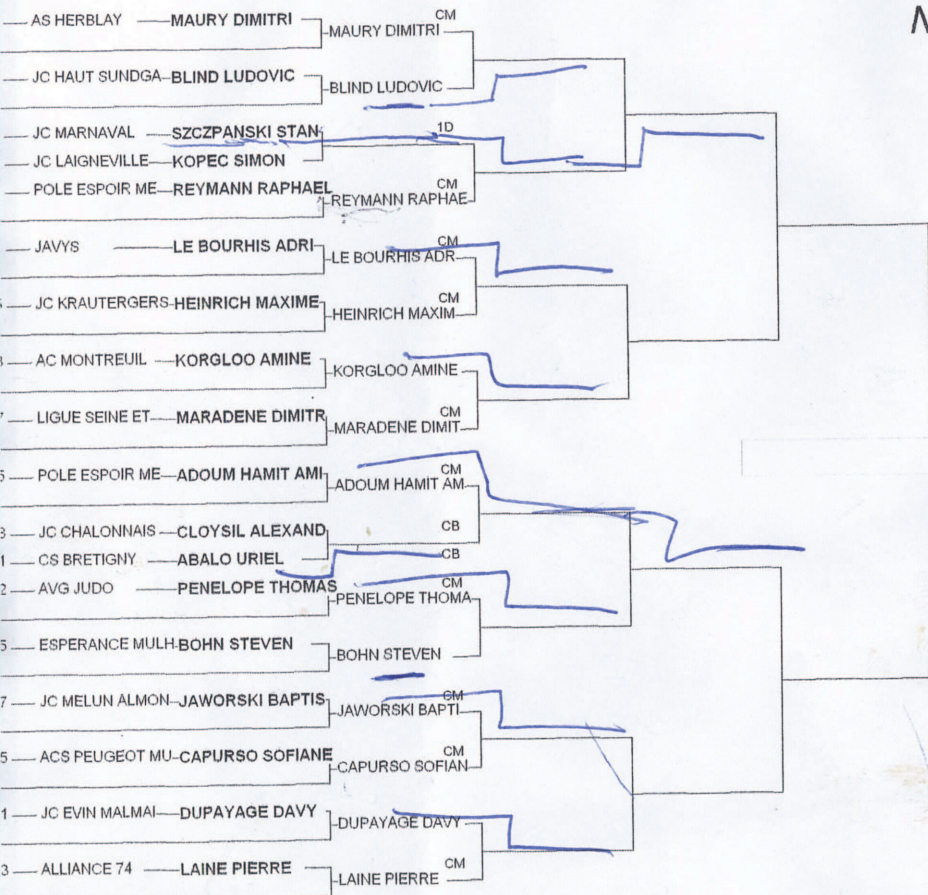 CM
AS HERBLAY MAURY DIMITRI MAURY DIMITRI
JC HAUT SUNDGA BLIND LUDOVIC BLIND LUDOVIC
JC MARNAVAL SZCZPANSKI STAN 1D
JC LAIGNEVILLE KOPEC SIMON
CM
POLE ESPOIR ME REYMANN RAPHAEL REYMANN RAPHAE
CM
JAVYS LE BOURHIS ADRI LE BOURHIS ADR
CM
JC KRAUTERGERS HEINRICH MAXIME HEINRICH MAXIM
AC MONTREUIL KORGLOO AMINE KORGLOO AMINE
CM
LIGUE SEINE ET MARADENE DIMITR MARADENE DIMIT
CM
POLE ESPOIR ME ADOUM HAMIT AMI ADOUM HAMIT AM
JC CHALONNAIS CLOYSIL ALEXAND CB
CS BRETIGNY ABALO URIEL CB
CM
AVG JUDO PENELOPE THOMAS PENELOPE THOMA
ESPERANCE MULH BOHN STEVEN BOHN STEVEN
CM
JC MELUN ALMON JAWORSKI BAPTIS JAWORSKI BAPTI
CM
ACS PEUGEOT MU CAPURSO SOFIANE CAPURSO SOFIAN
JC EVIN MALMAI DUPAYAGE DAVY DUPAYAGE DAVY
CM
ALLIANCE 74 LAINE PIERRE LAINE PIERRE